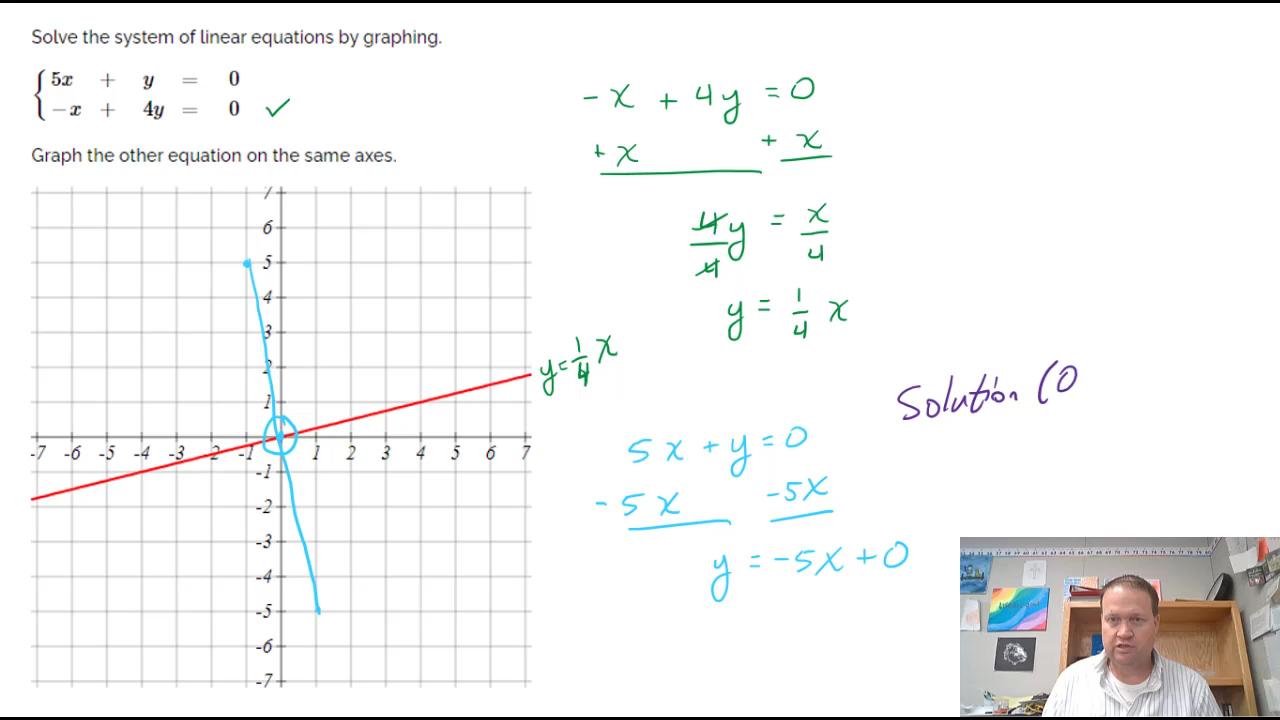 Solve the system of linear equations by graphing.
5x + y = 0
−x + 4y = 0 ✓
Graph the other equation on the same axes.
7
6
5
4
3
2
1
-7 -6 -5 -4 -3 -2 -1 1 2 3 4 5 6 7
-1
-2
-3
-4
-5
-6
-7
y=1/4x
-x + 4y = 0
+x + x
4y/4 = x/4
y = 1/4 x
5x + y = 0
-5x -5x
y = -5x + 0
Solution (0